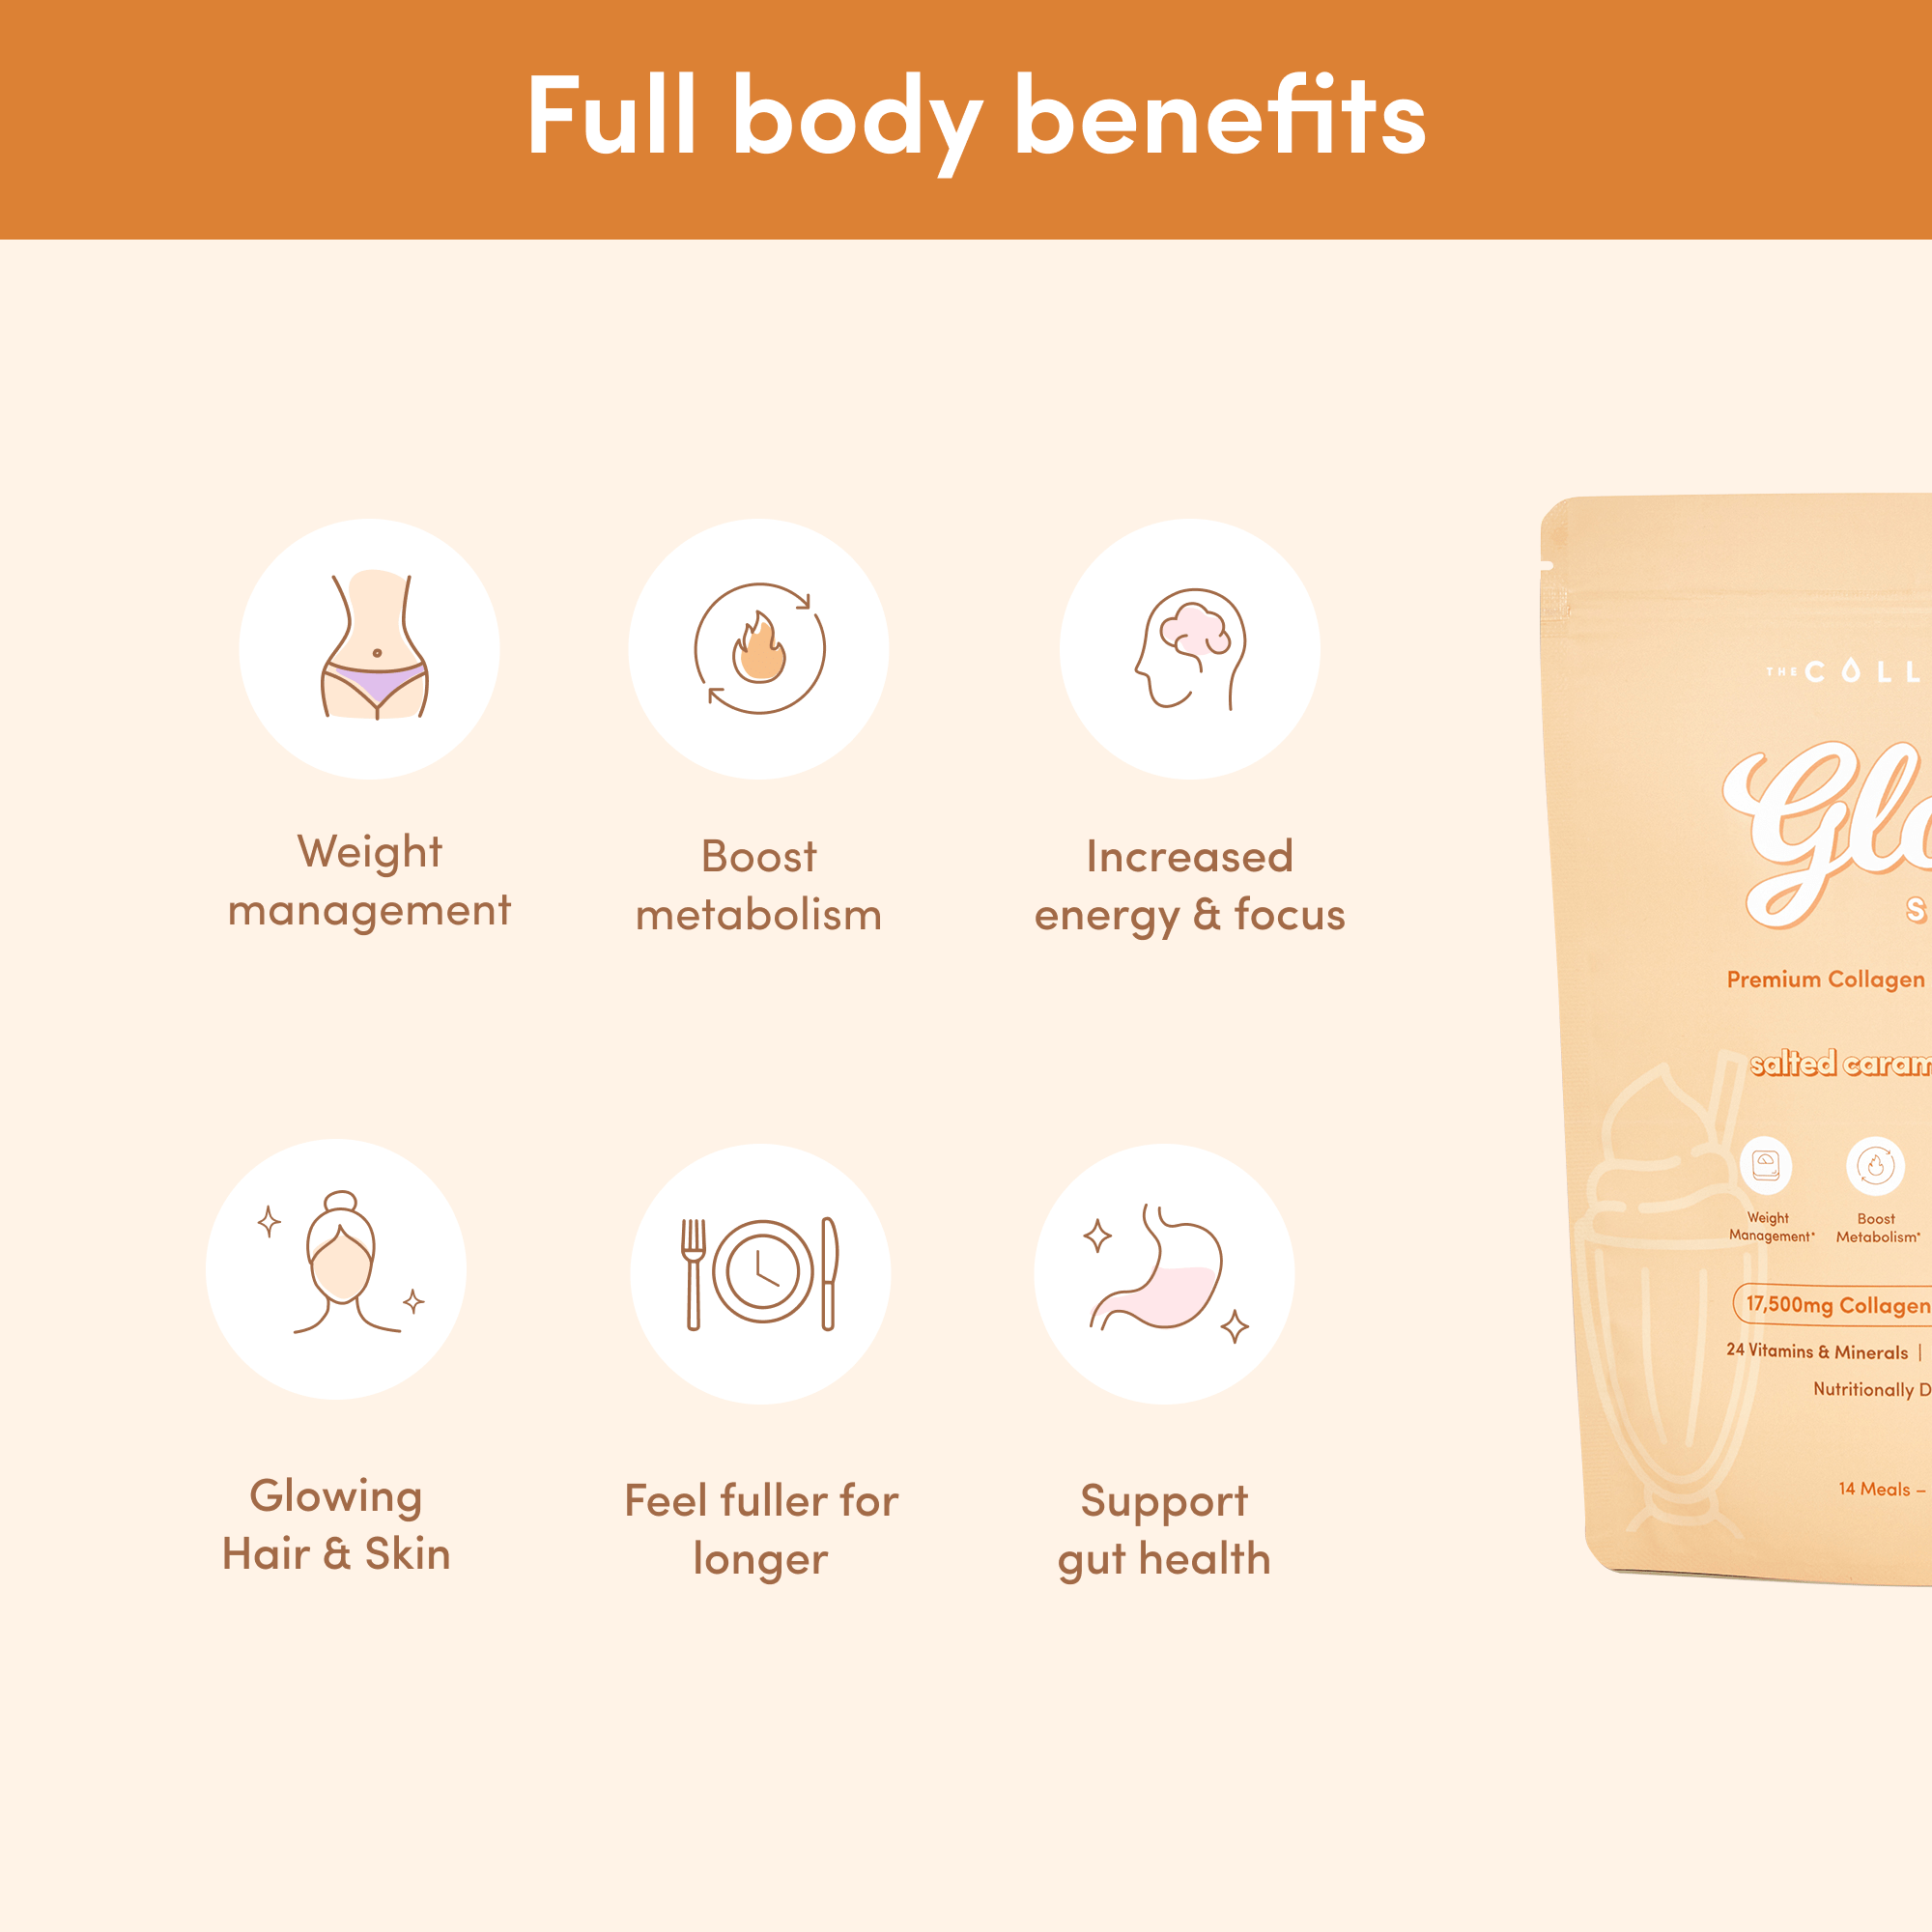 Full body benefits
Weight
management
Boost
metabolism
Increased
energy & focus
Glowing
Hair & Skin
Feel fuller for
longer
Support
gut health
THE
Premium Collagen
salted
Weight
Management*
Boost
Metabolism*
17,500mg Collagen
24 Vitamins & Minerals |
Nutritionally
14 Meals –